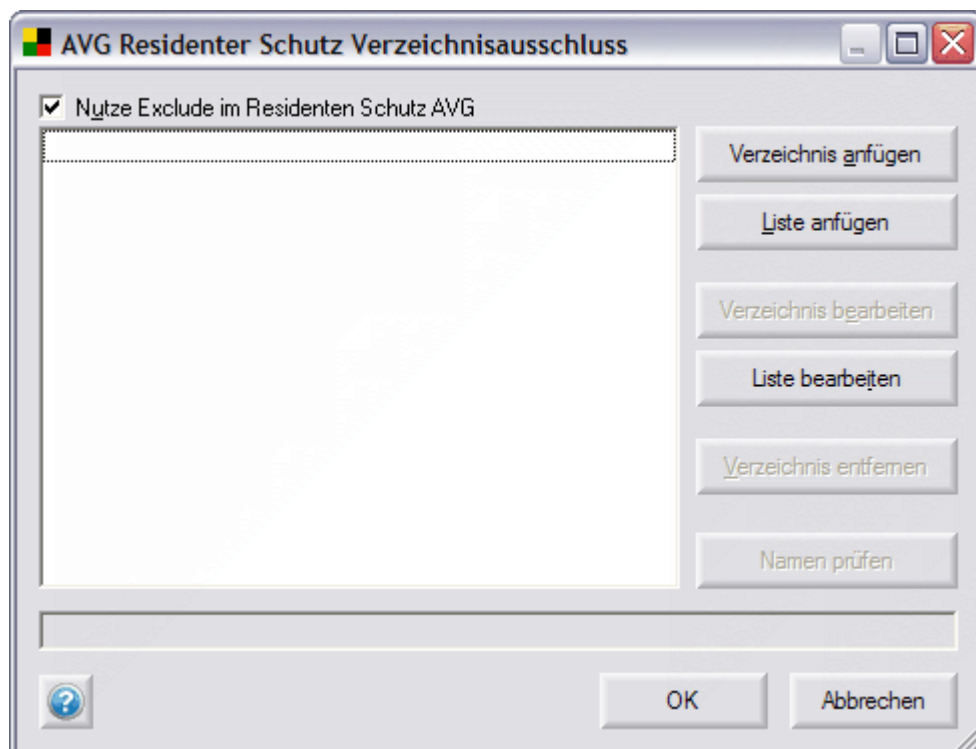 AVG Residenter Schutz Verzeichnisausschluss
Nutze Exclude im Residenten Schutz AVG
Verzeichnis anfügen
Liste anfügen
Verzeichnis bearbeiten
Liste bearbeiten
Verzeichnis entfernen
Namen prüfen
OK
Abbrechen